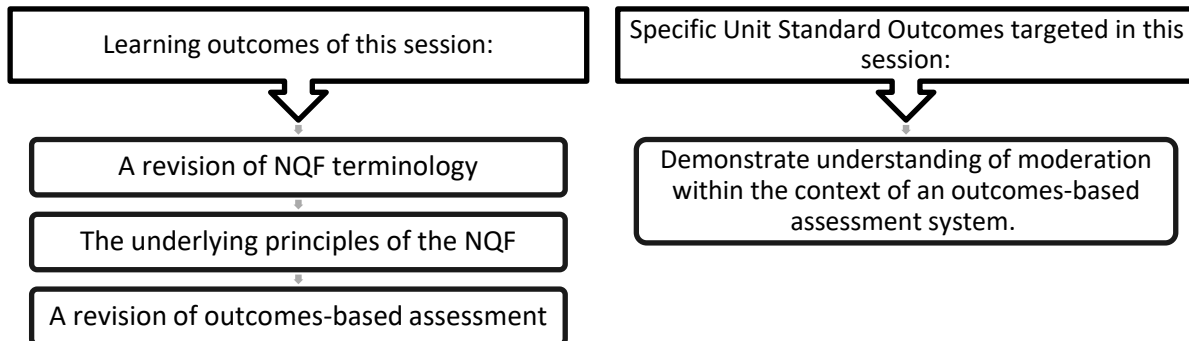 Learning outcomes of this session:
A revision of NQF terminology
The underlying principles of the NQF
A revision of outcomes-based assessment
Specific Unit Standard Outcomes targeted in this
session:
Demonstrate understanding of moderation
within the context of an outcomes-based
assessment system.